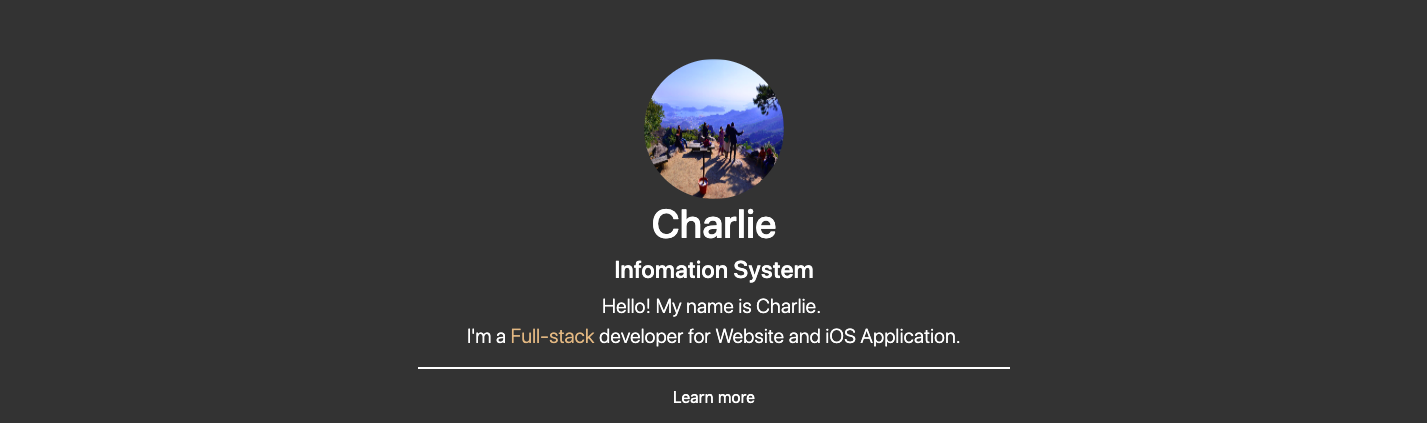 Charlie
Infomation System
Hello! My name is Charlie.
I'm a Full-stack developer for Website and iOS Application.
Learn more